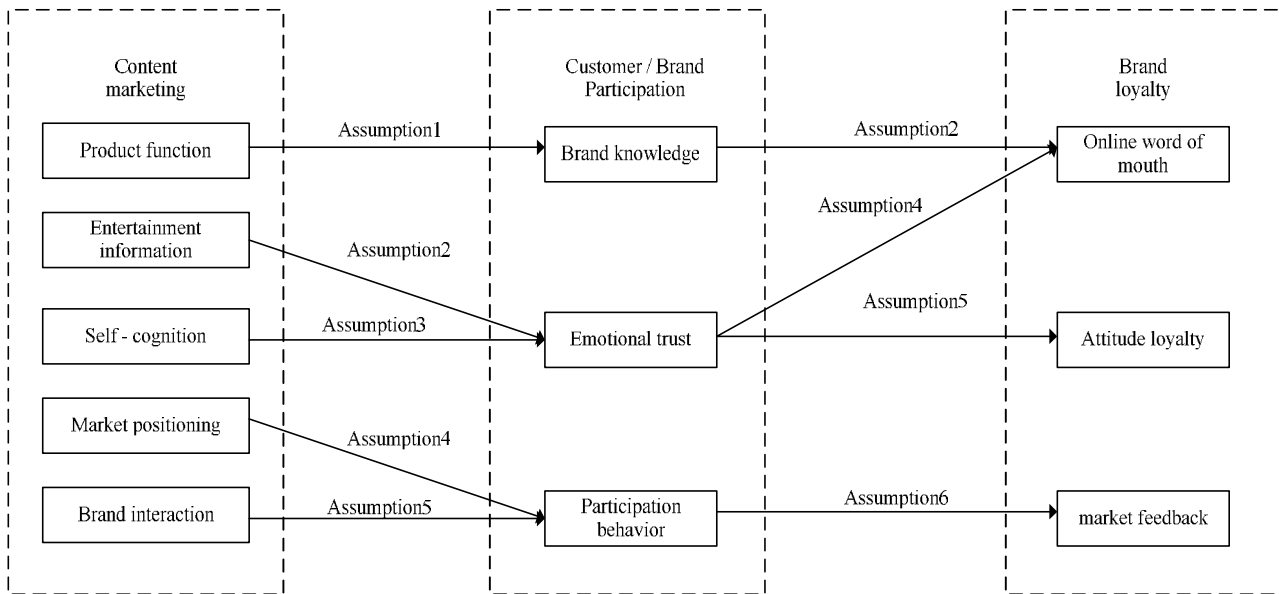 Content
marketing
Customer / Brand
Participation
Brand
loyalty
Product function
Assumption1
Brand knowledge
Assumption2
Online word of
mouth
Entertainment
information
Assumption2
Assumption4
Self - cognition
Assumption3
Emotional trust
Assumption5
Attitude loyalty
Market positioning
Assumption4
Brand interaction
Assumption5
Participation
behavior
Assumption6
market feedback